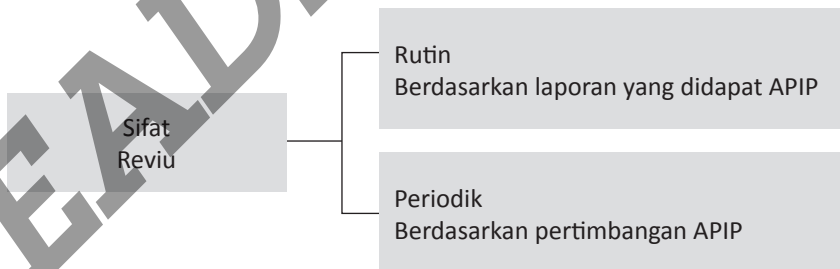 Sifat
Reviu
Rutin
Berdasarkan laporan yang didapat APIP
Periodik
Berdasarkan pertimbangan APIP